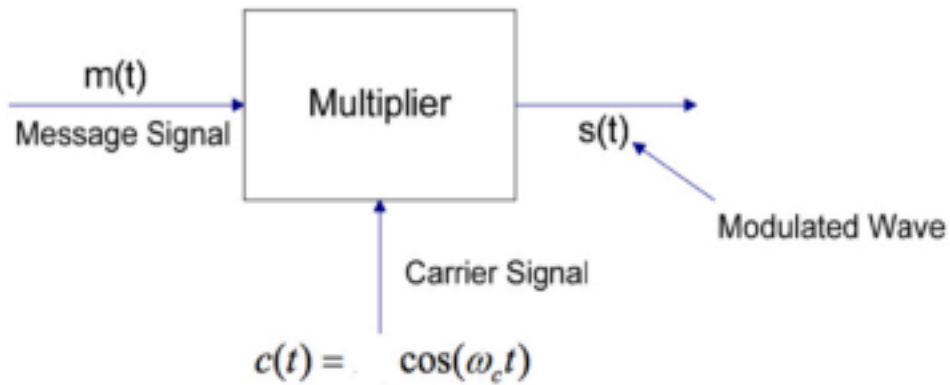 m(t)
Message Signal
Multiplier
s(t)
Modulated Wave
Carrier Signal
c(t) = cos(ω_c t)